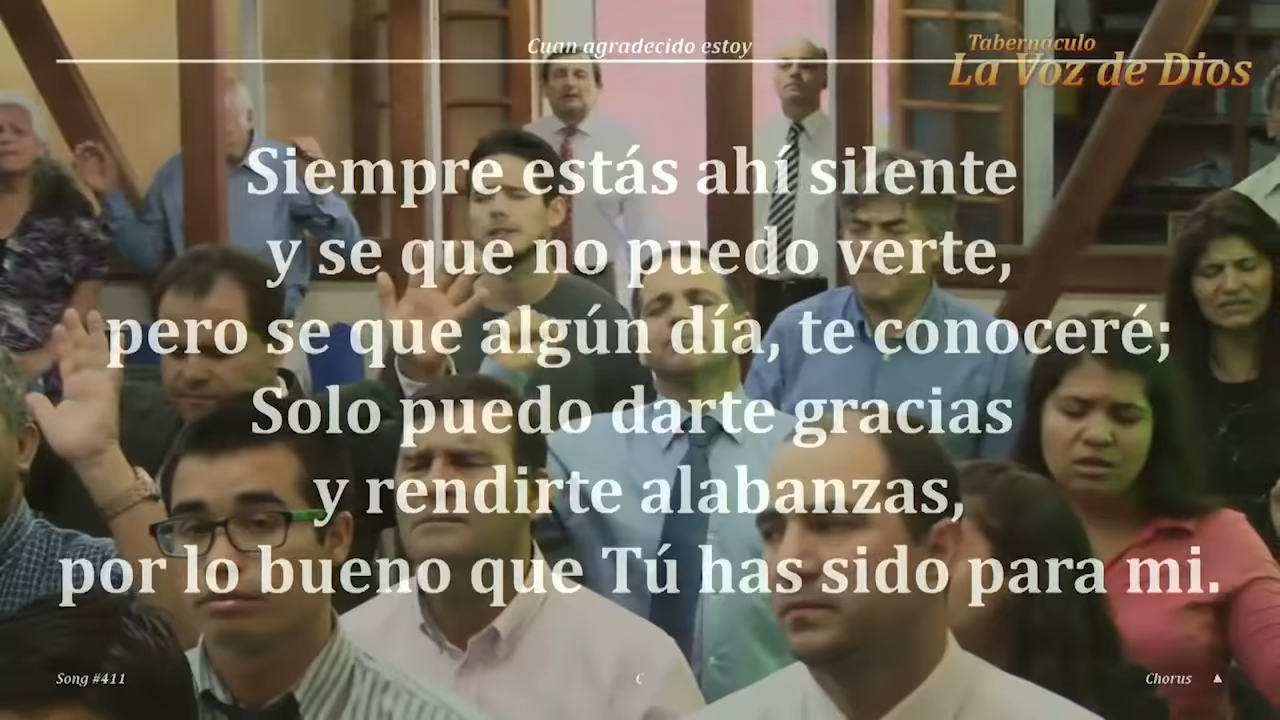 Cuan agradecido estoy
Tabernáculo
La Voz de Dios
Siempre estás ahí silente
y se que no puedo verte,
pero se que algún día, te conoceré;
Solo puedo darte gracias
y rendirte alabanzas,
por lo bueno que Tú has sido para mi.
Song #411
C
Chorus